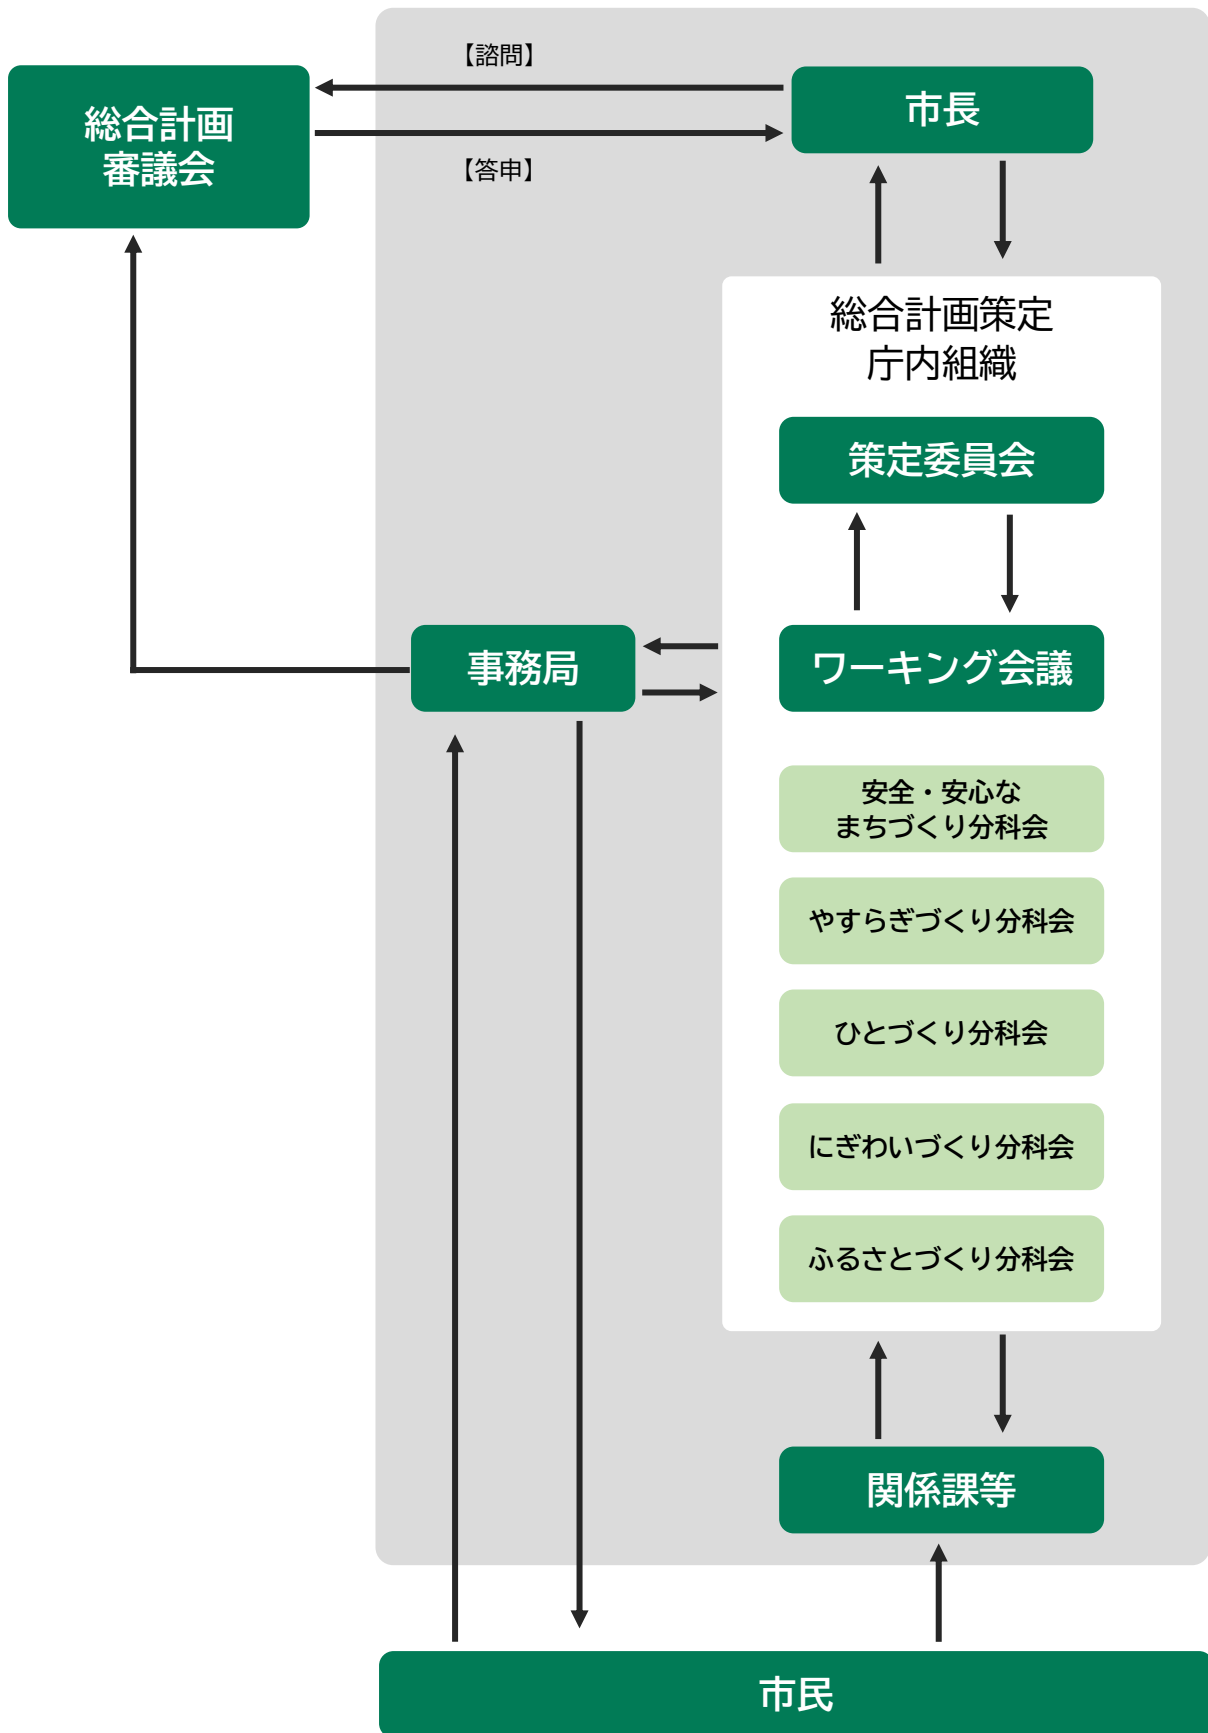 【諮問】
総合計画
審議会
市長
【答申】
総合計画策定
庁内組織
策定委員会
事務局
ワーキング会議
安全・安心な
まちづくり分科会
やすらぎづくり分科会
ひとづくり分科会
にぎわいづくり分科会
ふるさとづくり分科会
関係課等
市民